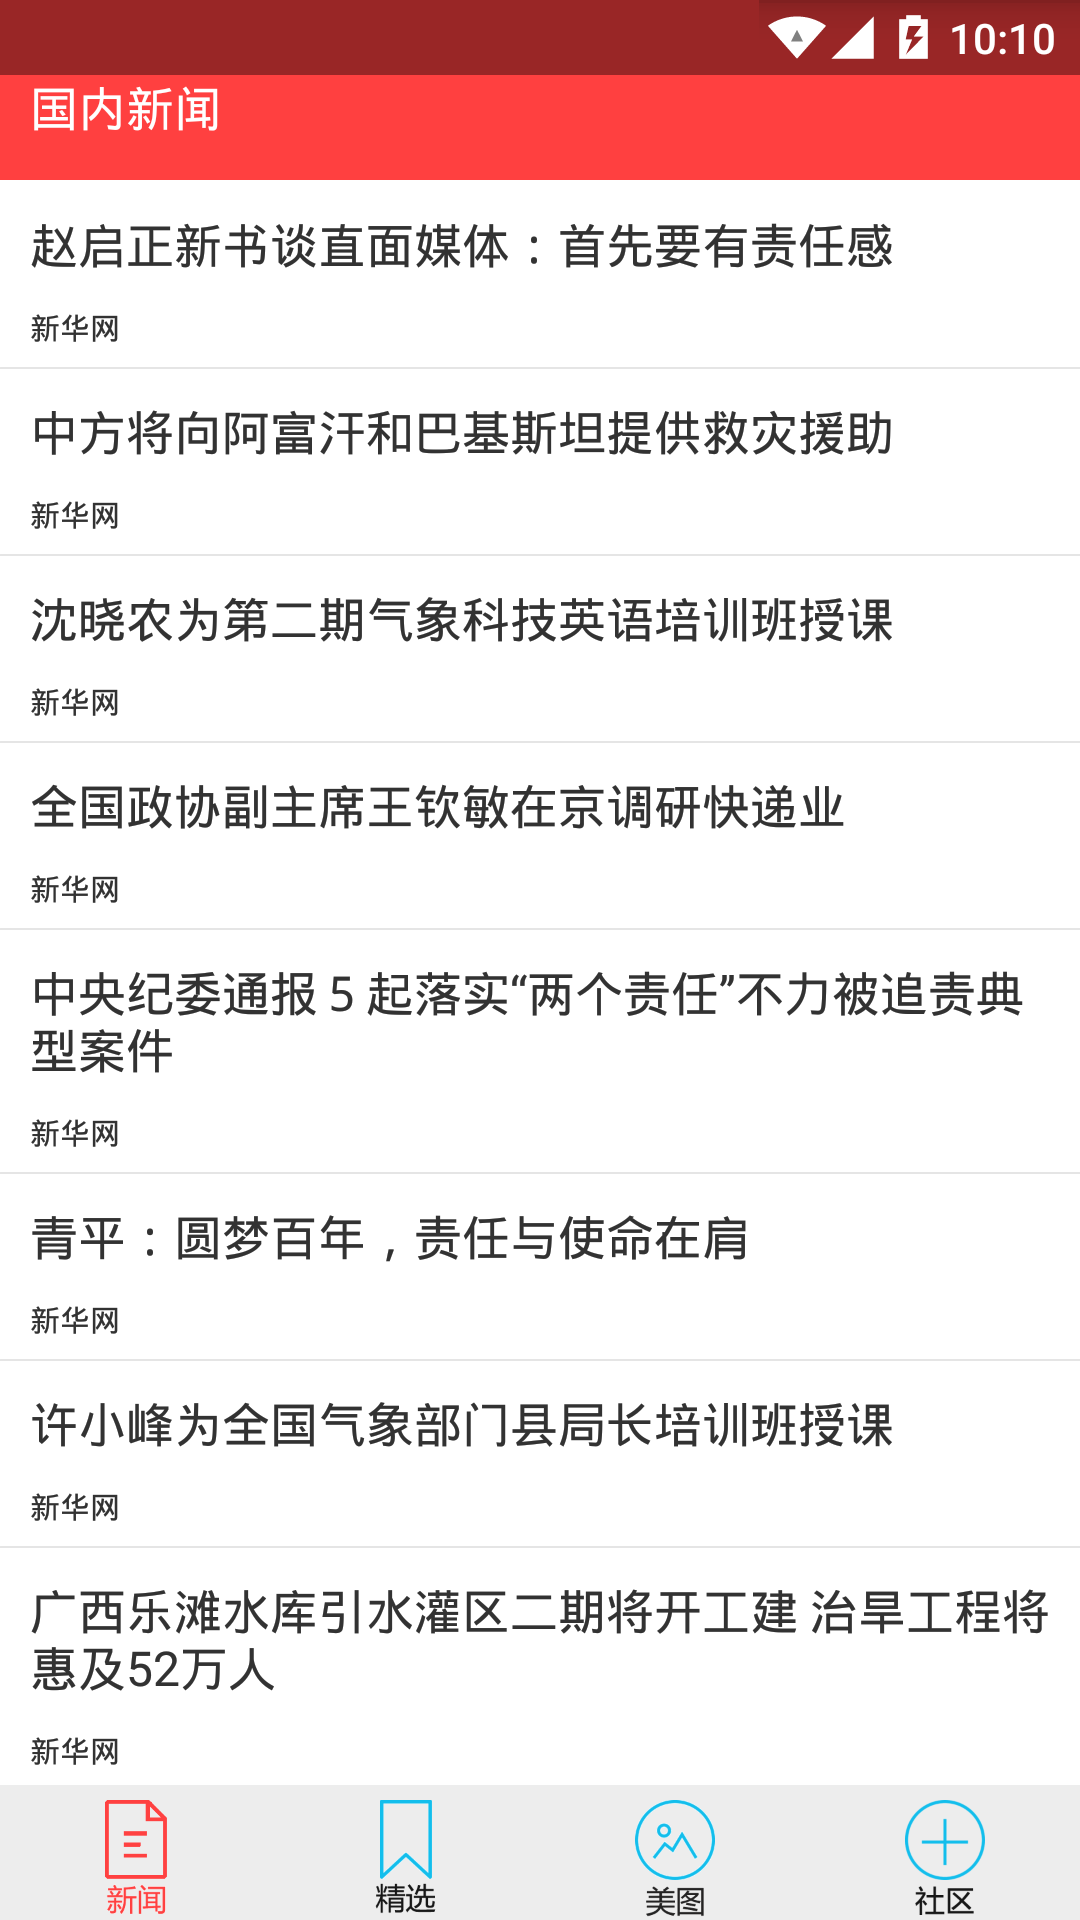 10:10
国内新闻
赵启正新书谈直面媒体：首先要有责任感
新华网
中方将向阿富汗和巴基斯坦提供救灾援助
新华网
沈晓农为第二期气象科技英语培训班授课
新华网
全国政协副主席王钦敏在京调研快递业
新华网
中央纪委通报 5 起落实“两个责任”不力被追责典
型案件
新华网
青平：圆梦百年，责任与使命在肩
新华网
许小峰为全国气象部门县局长培训班授课
新华网
广西乐滩水库引水灌区二期将开工建 治旱工程将
惠及52万人
新华网
新闻
精选
美图
社区